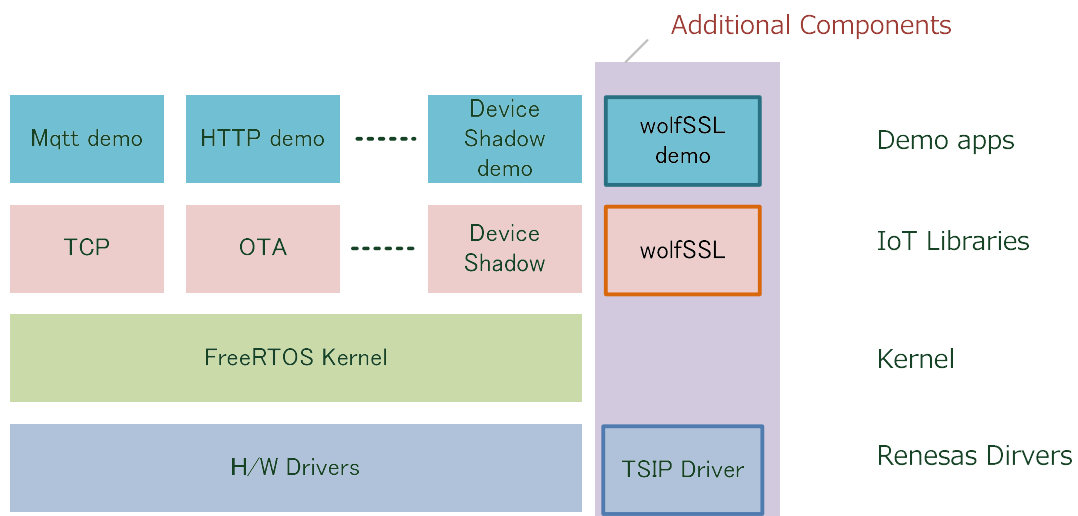 Additional Components
Mqtt demo
HTTP demo
Device
Shadow
demo
wolfSSL
demo
Demo apps
TCP
OTA
Device
Shadow
wolfSSL
IoT Libraries
FreeRTOS Kernel
Kernel
H/W Drivers
TSIP Driver
Renesas Dirvers